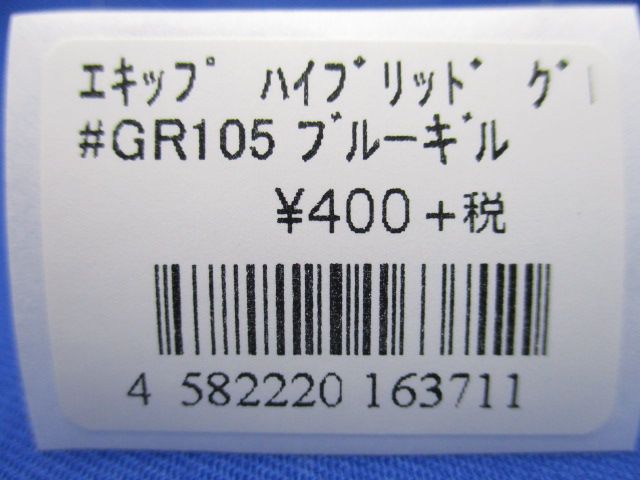 ｴｷｯﾌﾟ ﾊｲﾌﾞﾘｯﾄﾞ ｸﾞ
#GR105 ﾌﾞﾙｰｷﾞﾙ
¥400+税
4 582220 163711